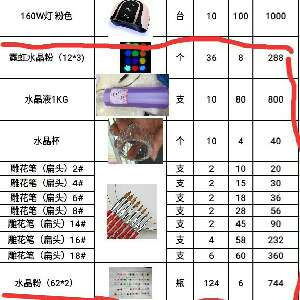 160W灯 粉色 台 10 100 1000
霓虹水晶粉（12*3） 个 36 8 288
水晶液1KG 支 10 80 800
水晶杯 个 10 4 40
雕花笔（扁头）2# 支 2 10 20
雕花笔（扁头）4# 支 2 15 30
雕花笔（扁头）6# 支 2 18 36
雕花笔（扁头）8# 支 2 28 56
雕花笔（扁头）14# 支 2 45 90
雕花笔（扁头）16# 支 4 58 232
雕花笔（扁头）18# 支 6 60 360
水晶粉（62*2） 瓶 124 6 744